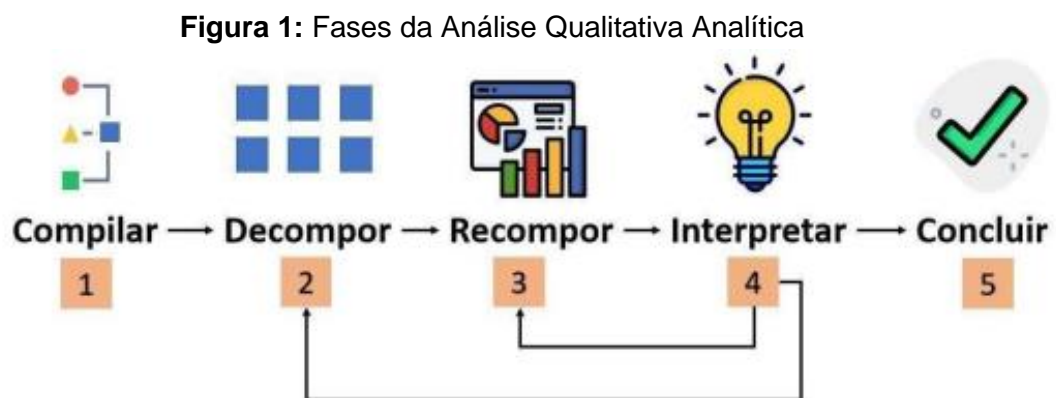 Figura 1: Fases da Análise Qualitativa Analítica
Compilar → Decompor → Recompor → Interpretar → Concluir
1 2 3 4 5